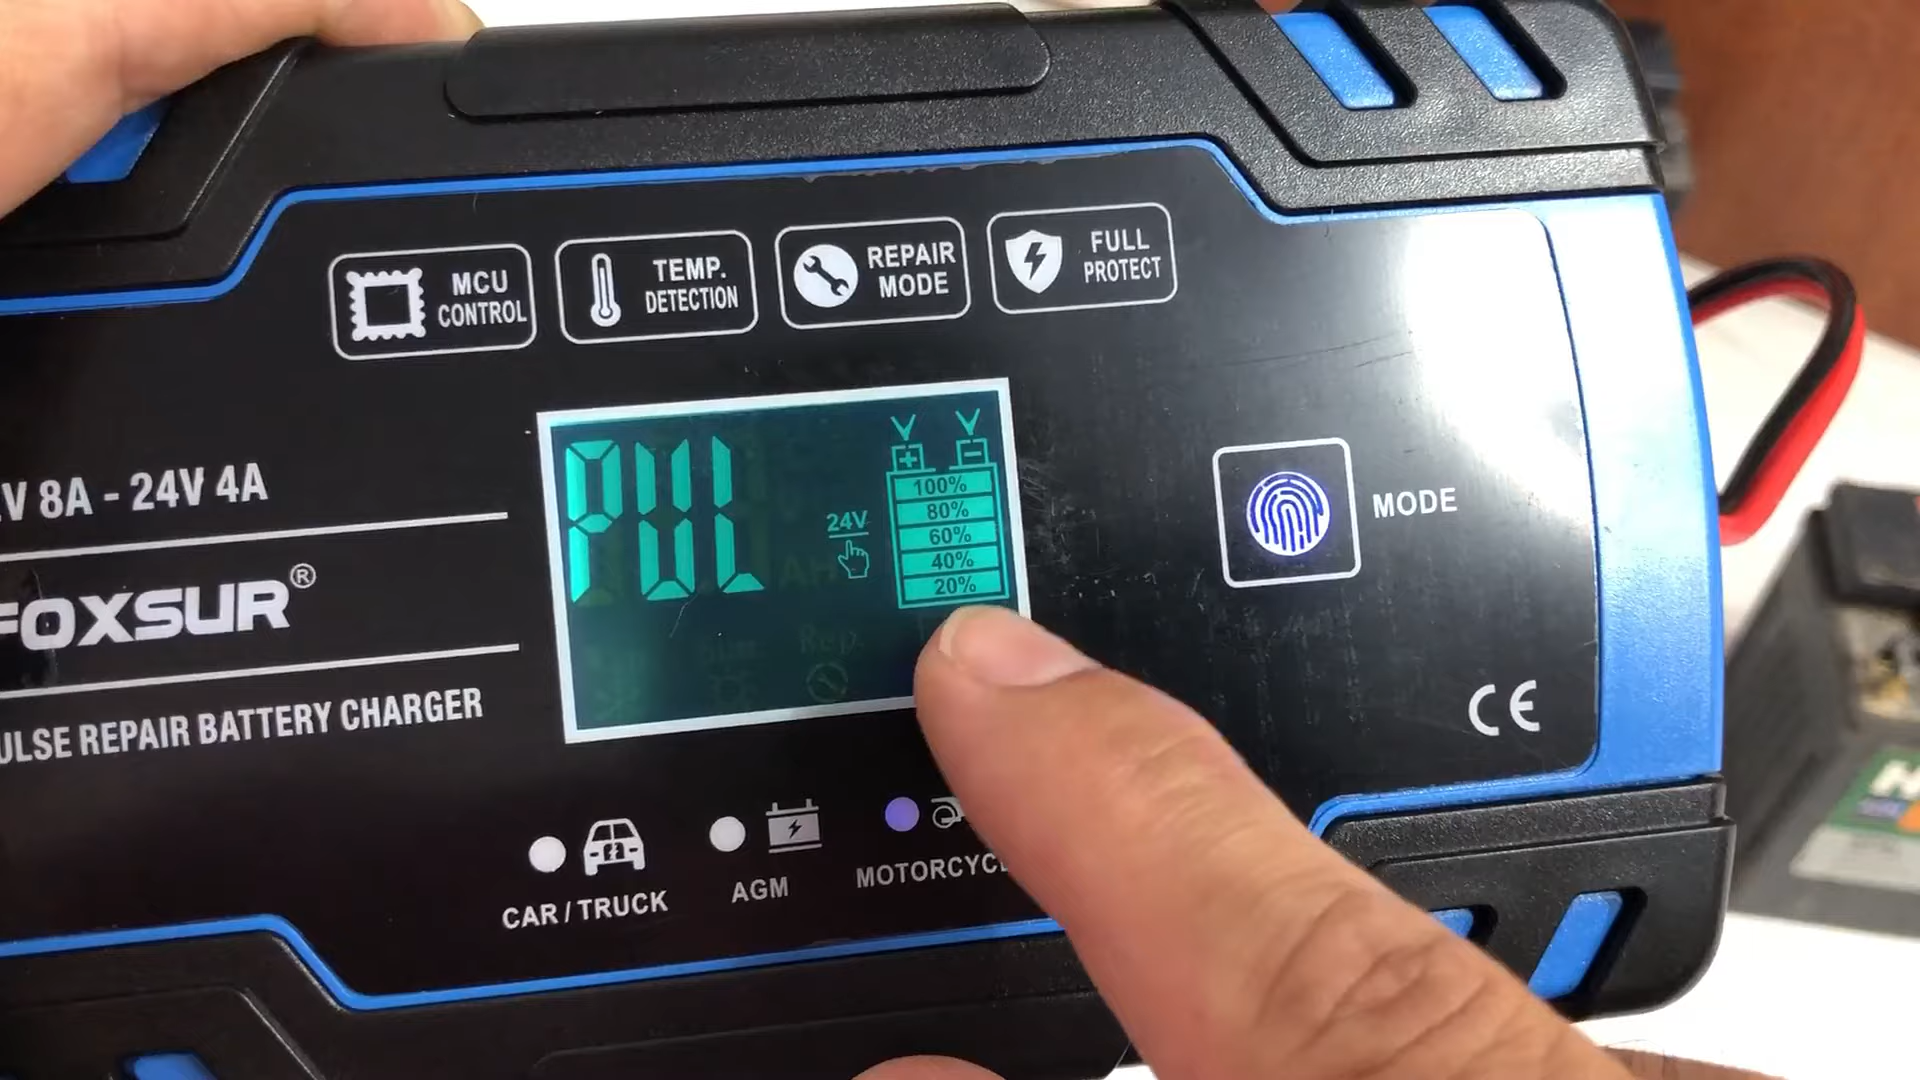 MCU
CONTROL
TEMP.
DETECTION
REPAIR
MODE
FULL
PROTECT
V 8A - 24V 4A
FOXSUR®
ULSE REPAIR BATTERY CHARGER
PUL
24V
+ -
100%
80%
60%
40%
20%
Rep.
MODE
CE
CAR / TRUCK
AGM
MOTORCYC